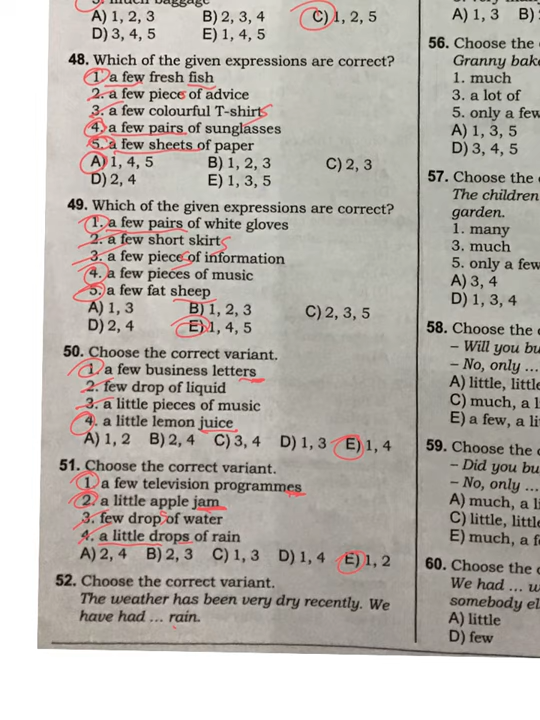 5. much baggage
A) 1, 2, 3 B) 2, 3, 4 C) 1, 2, 5
D) 3, 4, 5 E) 1, 4, 5
48. Which of the given expressions are correct?
1. a few fresh fish
2. a few pieces of advice
3. a few colourful T-shirts
4. a few pairs of sunglasses
5. a few sheets of paper
A) 1, 4, 5 B) 1, 2, 3 C) 2, 3
D) 2, 4 E) 1, 3, 5
49. Which of the given expressions are correct?
1. a few pairs of white gloves
2. a few short skirts
3. a few pieces of information
4. a few pieces of music
5. a few fat sheep
A) 1, 3 B) 1, 2, 3 C) 2, 3, 5
D) 2, 4 E) 1, 4, 5
50. Choose the correct variant.
1. a few business letters
2. few drop of liquid
3. a little pieces of music
4. a little lemon juice
A) 1, 2 B) 2, 4 C) 3, 4 D) 1, 3 E) 1, 4
51. Choose the correct variant.
1. a few television programmes
2. a little apple jam
3. few drop of water
4. a little drops of rain
A) 2, 4 B) 2, 3 C) 1, 3 D) 1, 4 E) 1, 2
52. Choose the correct variant.
The weather has been very dry recently. We
have had ... rain.
A) 1, 3 B)
56. Choose the
Granny bak
1. much
3. a lot of
5. only a few
A) 1, 3, 5
D) 3, 4, 5
57. Choose the
The children
garden.
1. many
3. much
5. only a few
A) 3, 4
D) 1, 3, 4
58. Choose the
– Will you bu
– No, only ...
A) little, little
C) much, a l
E) a few, a li
59. Choose the
– Did you bu
– No, only ...
A) much, a li
C) little, little
E) much, a f
60. Choose the
We had ... w
somebody el
A) little
D) few